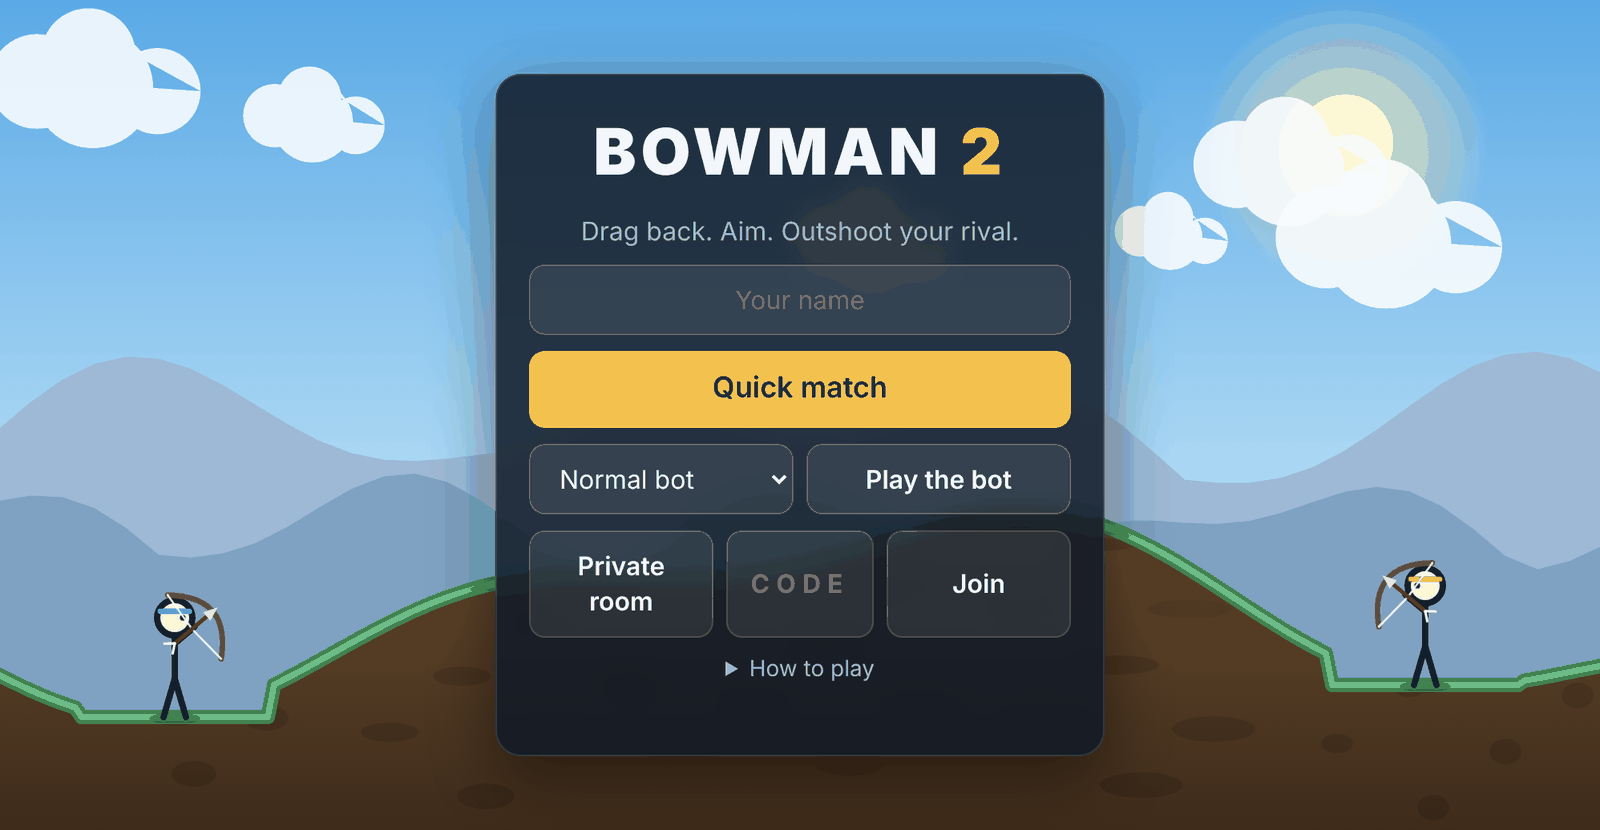 BOWMAN 2
Drag back. Aim. Outshoot your rival.
Your name
Quick match
Normal bot
Play the bot
Private
room
CODE
Join
How to play